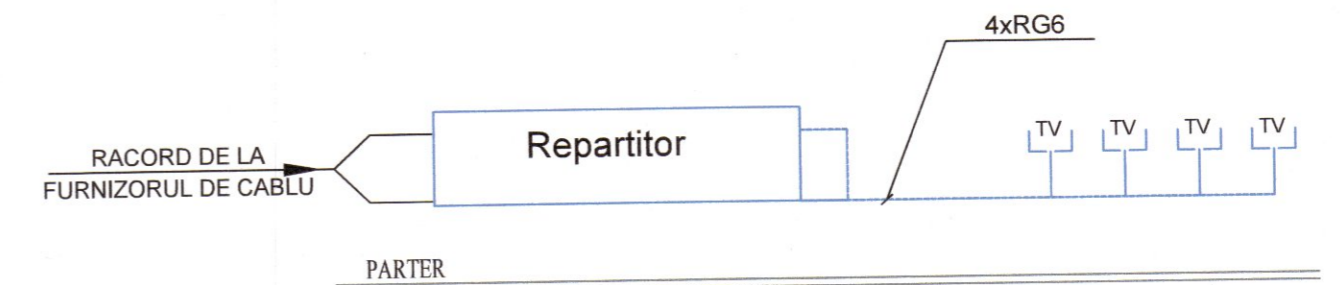 4xRG6
RACORD DE LA
FURNIZORUL DE CABLU
Repartitor
TV TV TV TV
PARTER